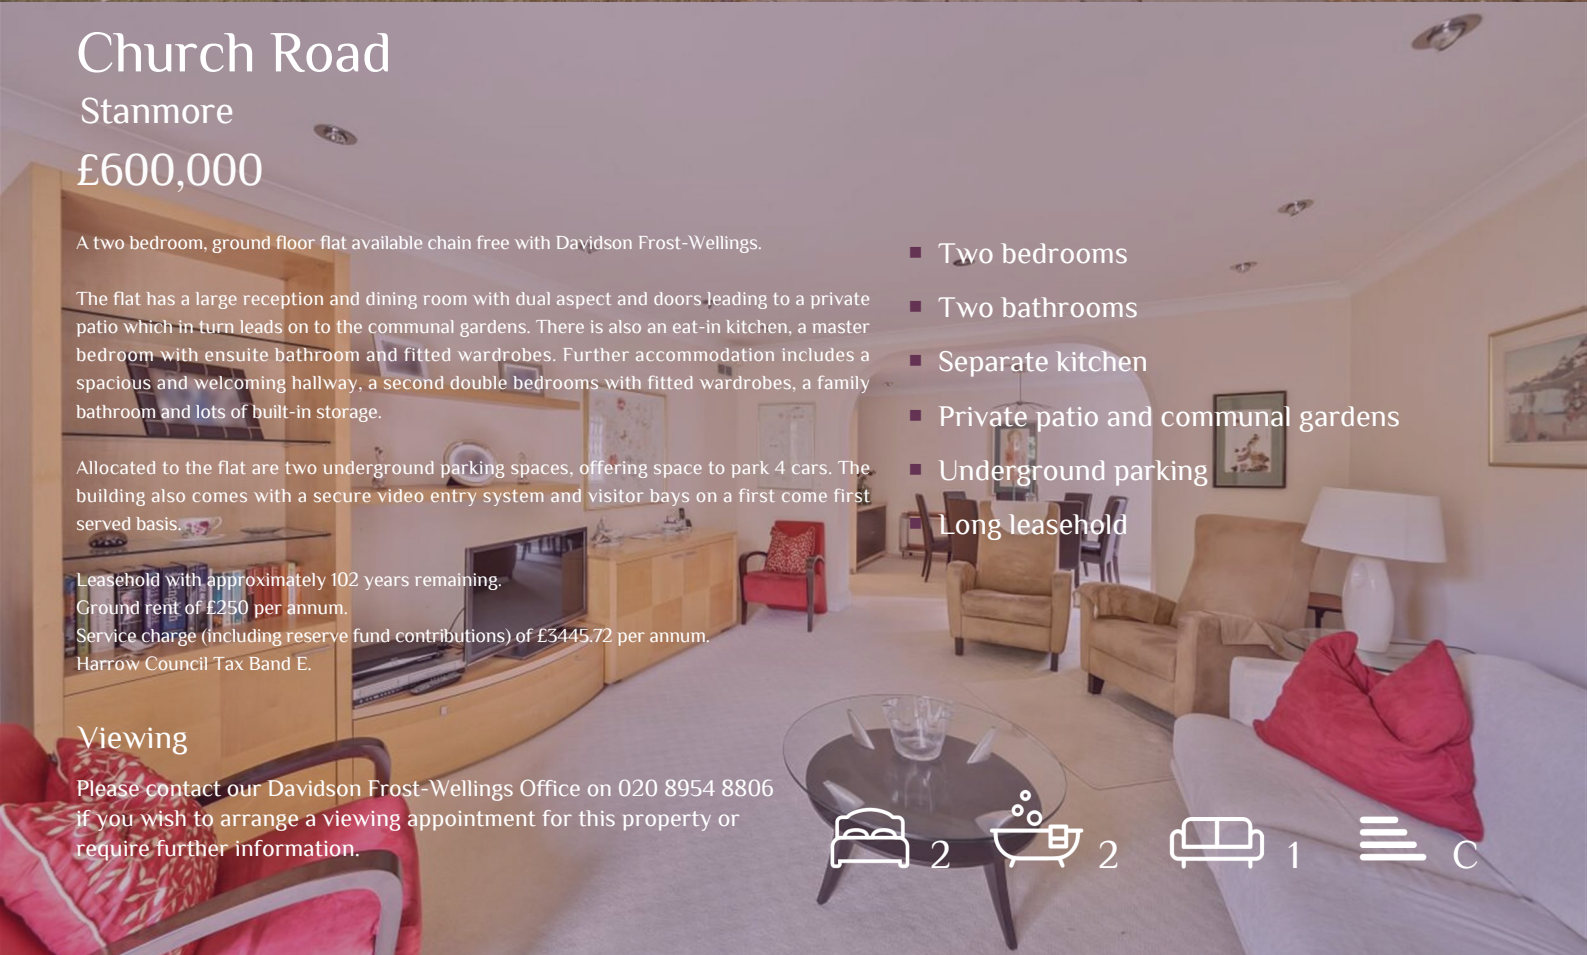 Church Road
Stanmore
£600,000
A two bedroom, ground floor flat available chain free with Davidson Frost-Wellings.
The flat has a large reception and dining room with dual aspect and doors leading to a private
patio which in turn leads on to the communal gardens. There is also an eat-in kitchen, a master
bedroom with ensuite bathroom and fitted wardrobes. Further accommodation includes a
spacious and welcoming hallway, a second double bedrooms with fitted wardrobes, a family
bathroom and lots of built-in storage.
Allocated to the flat are two underground parking spaces, offering space to park 4 cars. The
building also comes with a secure video entry system and visitor bays on a first come first
served basis.
Leasehold with approximately 102 years remaining.
Ground rent of £250 per annum.
Service charge (including reserve fund contributions) of £3445.72 per annum.
Harrow Council Tax Band E.
Viewing
Please contact our Davidson Frost-Wellings Office on 020 8954 8806
if you wish to arrange a viewing appointment for this property or
require further information.
Two bedrooms
Two bathrooms
Separate kitchen
Private patio and communal gardens
Underground parking
Long leasehold
2 2 1 C